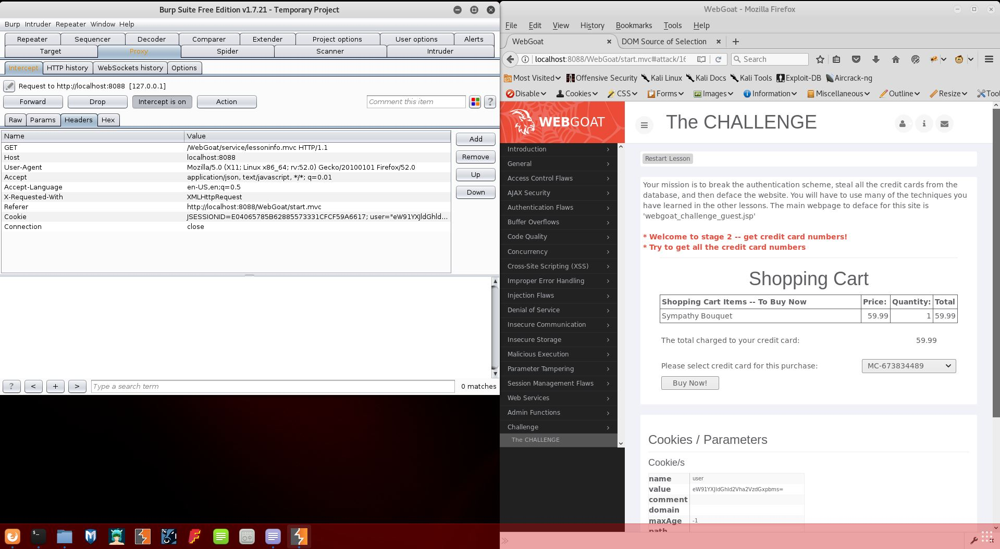 Burp Suite Free Edition v1.7.21 - Temporary Project
Burp Intruder Repeater Window Help
Repeater Sequencer Decoder Comparer Extender Project options User options Alerts
Target Proxy Spider Scanner Intruder
Intercept HTTP history WebSockets history Options
Request to http://localhost:8088 [127.0.0.1]
Forward Drop Intercept is on Action Comment this item ?
Raw Params Headers Hex
Name Value
GET /WebGoat/service/lessoninfo.mvc HTTP/1.1
Host localhost:8088
User-Agent Mozilla/5.0 (X11; Linux x86_64; rv:52.0) Gecko/20100101 Firefox/52.0
Accept application/json, text/javascript, */*; q=0.01
Accept-Language en-US,en;q=0.5
X-Requested-With XMLHttpRequest
Referer http://localhost:8088/WebGoat/start.mvc
Cookie JSESSIONID=E04065785B62885573331CFCF59A6617; user="eW91YXJldGhld...
Connection close
Add
Remove
Up
Down
? < + > Type a search term 0 matches
WebGoat - Mozilla Firefox
File Edit View History Bookmarks Tools Help
WebGoat × DOM Source of Selection × +
localhost:8088/WebGoat/start.mvc#attack/16 Search
Most Visited Offensive Security Kali Linux Kali Docs Kali Tools Exploit-DB Aircrack-ng
Disable Cookies CSS Forms Images Information Miscellaneous Outline Resize Tool
WEBGOAT
The CHALLENGE
Introduction
General
Access Control Flaws
AJAX Security
Authentication Flaws
Buffer Overflows
Code Quality
Concurrency
Cross-Site Scripting (XSS)
Improper Error Handling
Injection Flaws
Denial of Service
Insecure Communication
Insecure Storage
Malicious Execution
Parameter Tampering
Session Management Flaws
Web Services
Admin Functions
Challenge
The CHALLENGE
Restart Lesson
Your mission is to break the authentication scheme, steal all the credit cards from the
database, and then deface the website. You will have to use many of the techniques you
have learned in the other lessons. The main webpage to deface for this site is
'webgoat_challenge_guest.jsp'
* Welcome to stage 2 -- get credit card numbers!
* Try to get all the credit card numbers
Shopping Cart
Shopping Cart Items -- To Buy Now Price: Quantity: Total
Sympathy Bouquet 59.99 1 59.99
The total charged to your credit card: 59.99
Please select credit card for this purchase: MC-673834489
Buy Now!
Cookies / Parameters
Cookie/s
name user
value eW91YXJldGhld2Vha2VzdGxpbms=
comment
domain
maxAge -1
path